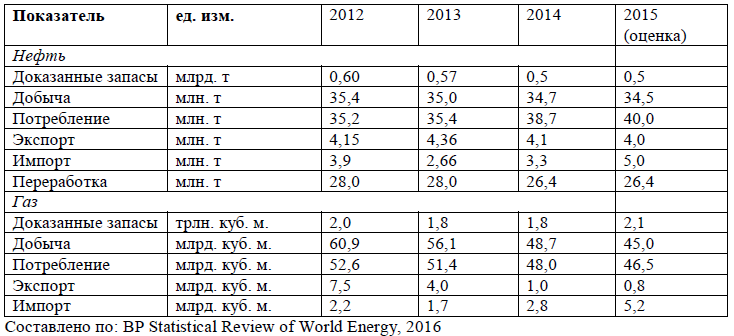 Показатель ед. изм. 2012 2013 2014 2015
(оценка)
Нефть
Доказанные запасы млрд. т 0,60 0,57 0,5 0,5
Добыча млн. т 35,4 35,0 34,7 34,5
Потребление млн. т 35,2 35,4 38,7 40,0
Экспорт млн. т 4,15 4,36 4,1 4,0
Импорт млн. т 3,9 2,66 3,3 5,0
Переработка млн. т 28,0 28,0 26,4 26,4
Газ
Доказанные запасы трлн. куб. м. 2,0 1,8 1,8 2,1
Добыча млрд. куб. м. 60,9 56,1 48,7 45,0
Потребление млрд. куб. м. 52,6 51,4 48,0 46,5
Экспорт млрд. куб. м. 7,5 4,0 1,0 0,8
Импорт млрд. куб. м. 2,2 1,7 2,8 5,2
Составлено по: BP Statistical Review of World Energy, 2016